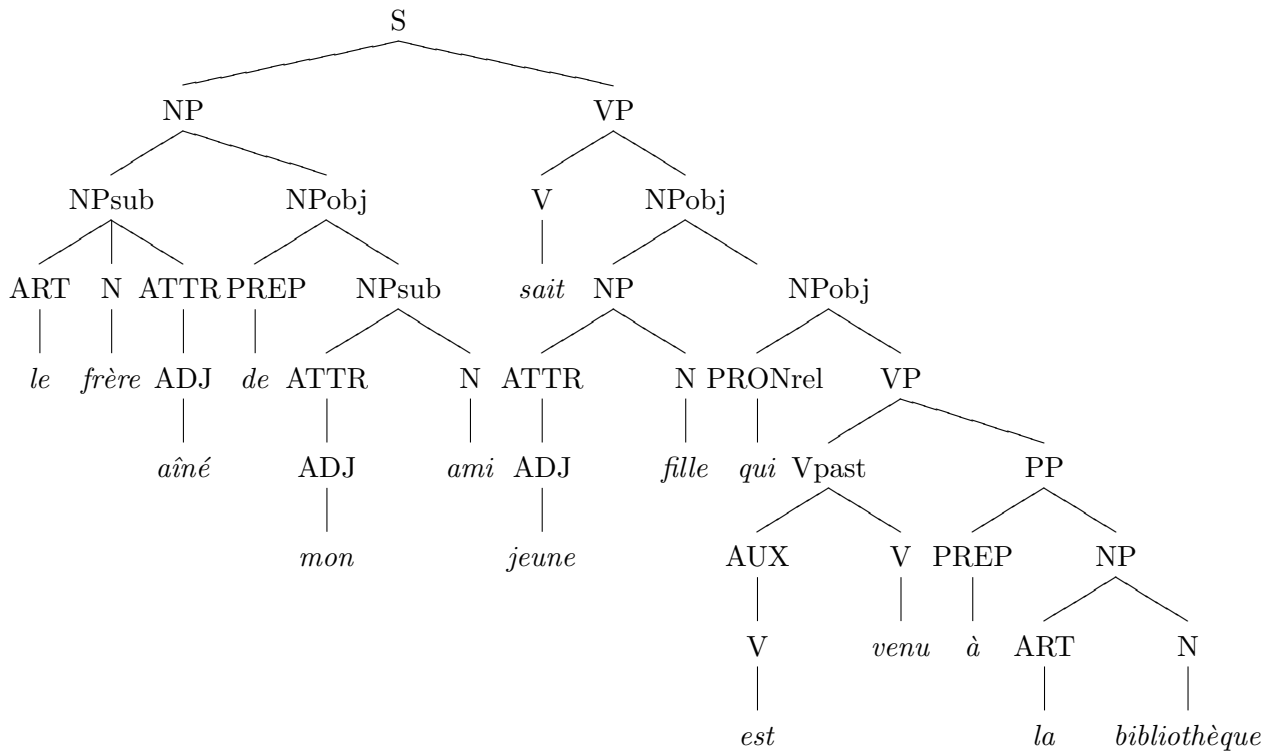 S
NP VP
NPsub NPobj V NPobj
ART N ATTR PREP NPsub sait NP NPobj
le frère ADJ de ATTR N ATTR N PRONrel VP
aîné ADJ ami ADJ fille qui Vpast PP
mon jeune AUX V PREP NP
V venu à ART N
est la bibliothèque